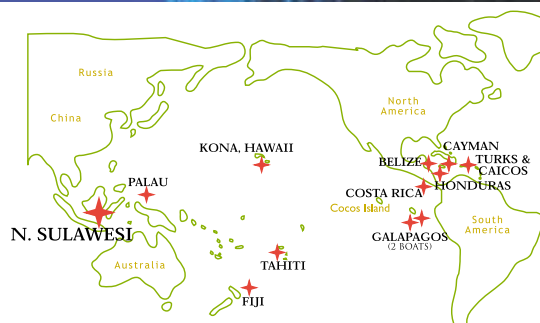 Russia
North
America
China
KONA, HAWAII
CAYMAN
BELIZE
TURKS &
CAICOS
PALAU
HONDURAS
COSTA RICA
Cocos Island
South
America
N. SULAWESI
GALAPAGOS
(2 BOATS)
Australia
TAHITI
FIJI